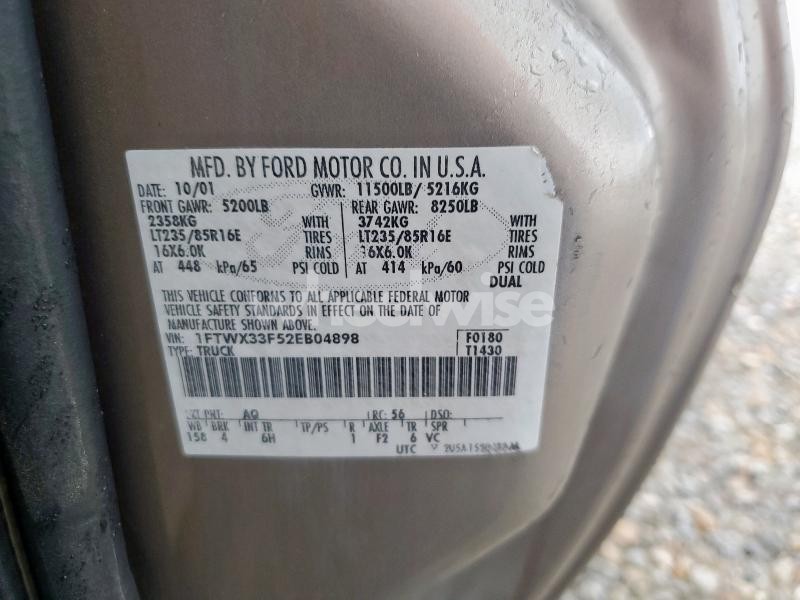 MFD. BY FORD MOTOR CO. IN U.S.A.
DATE: 10/01 GVWR: 11500LB/ 5216KG
FRONT GAWR: 5200LB REAR GAWR: 8250LB
2358KG WITH 3742KG WITH
LT235/85R16E TIRES LT235/85R16E TIRES
16X6.0K RIMS 16X6.0K RIMS
AT 448 kPa/65 PSI COLD AT 414 kPa/60 PSI COLD
DUAL
THIS VEHICLE CONFORMS TO ALL APPLICABLE FEDERAL MOTOR
VEHICLE SAFETY STANDARDS IN EFFECT ON THE DATE OF
MANUFACTURE SHOWN ABOVE.
VIN: 1FTWX33F52EB04898 F0180
TYPE: TRUCK T1430
EXT PNT: AQ RC: 56 DSO:
WB BRK INT TR TP/PS R AXLE TR SPR
158 4 6H 1 F2 6 VC
UTC